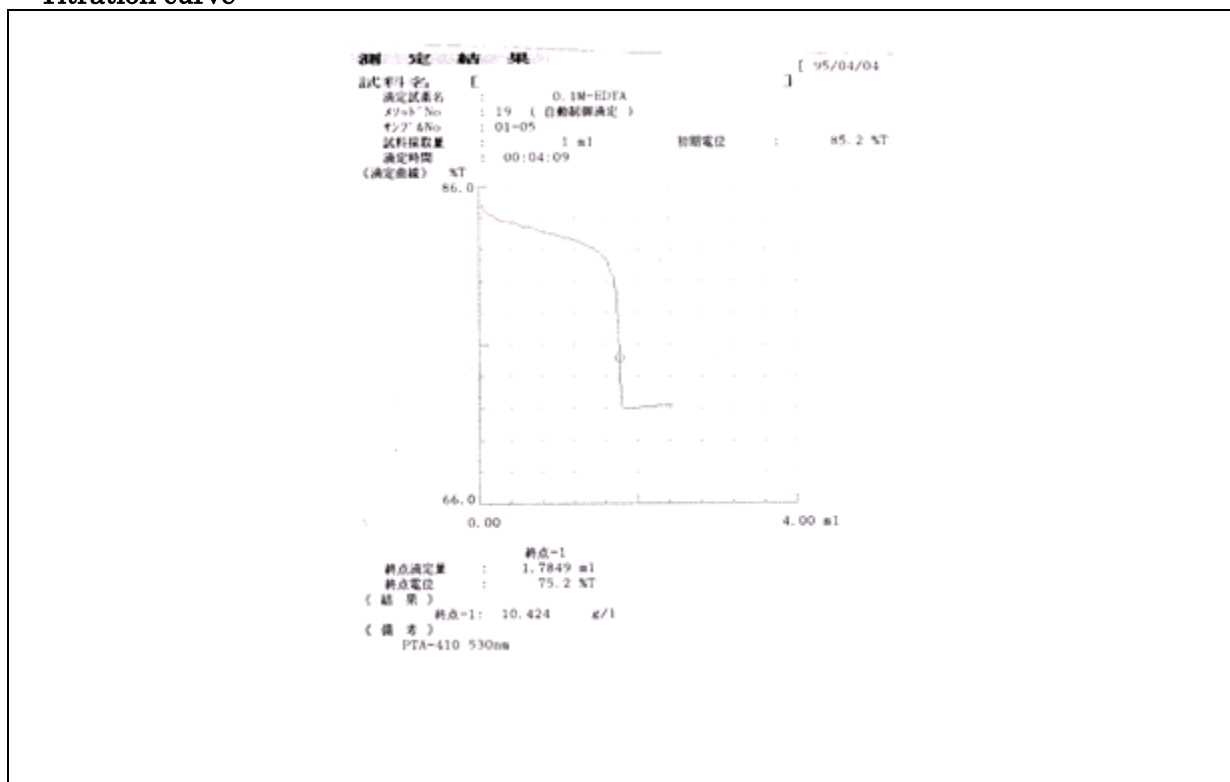 Titration curve
測 定 結 果
[ 95/04/04
試料名 [ ]
滴定試薬名 : 0.1M-EDTA
メソッド゛No : 19 ( 自動制御滴定 )
サンプルNo : 01-05
試料採取量 : 1 ml 初期電位 : 85.2 %T
滴定時間 : 00:04:09
《滴定曲線》 %T
86.0
66.0
0.00 4.00 ml
終点-1
終点滴定量 : 1.7849 ml
終点電位 : 75.2 %T
《 結 果 》
終点-1: 10.424 g/l
《 備 考 》
PTA-410 530nm